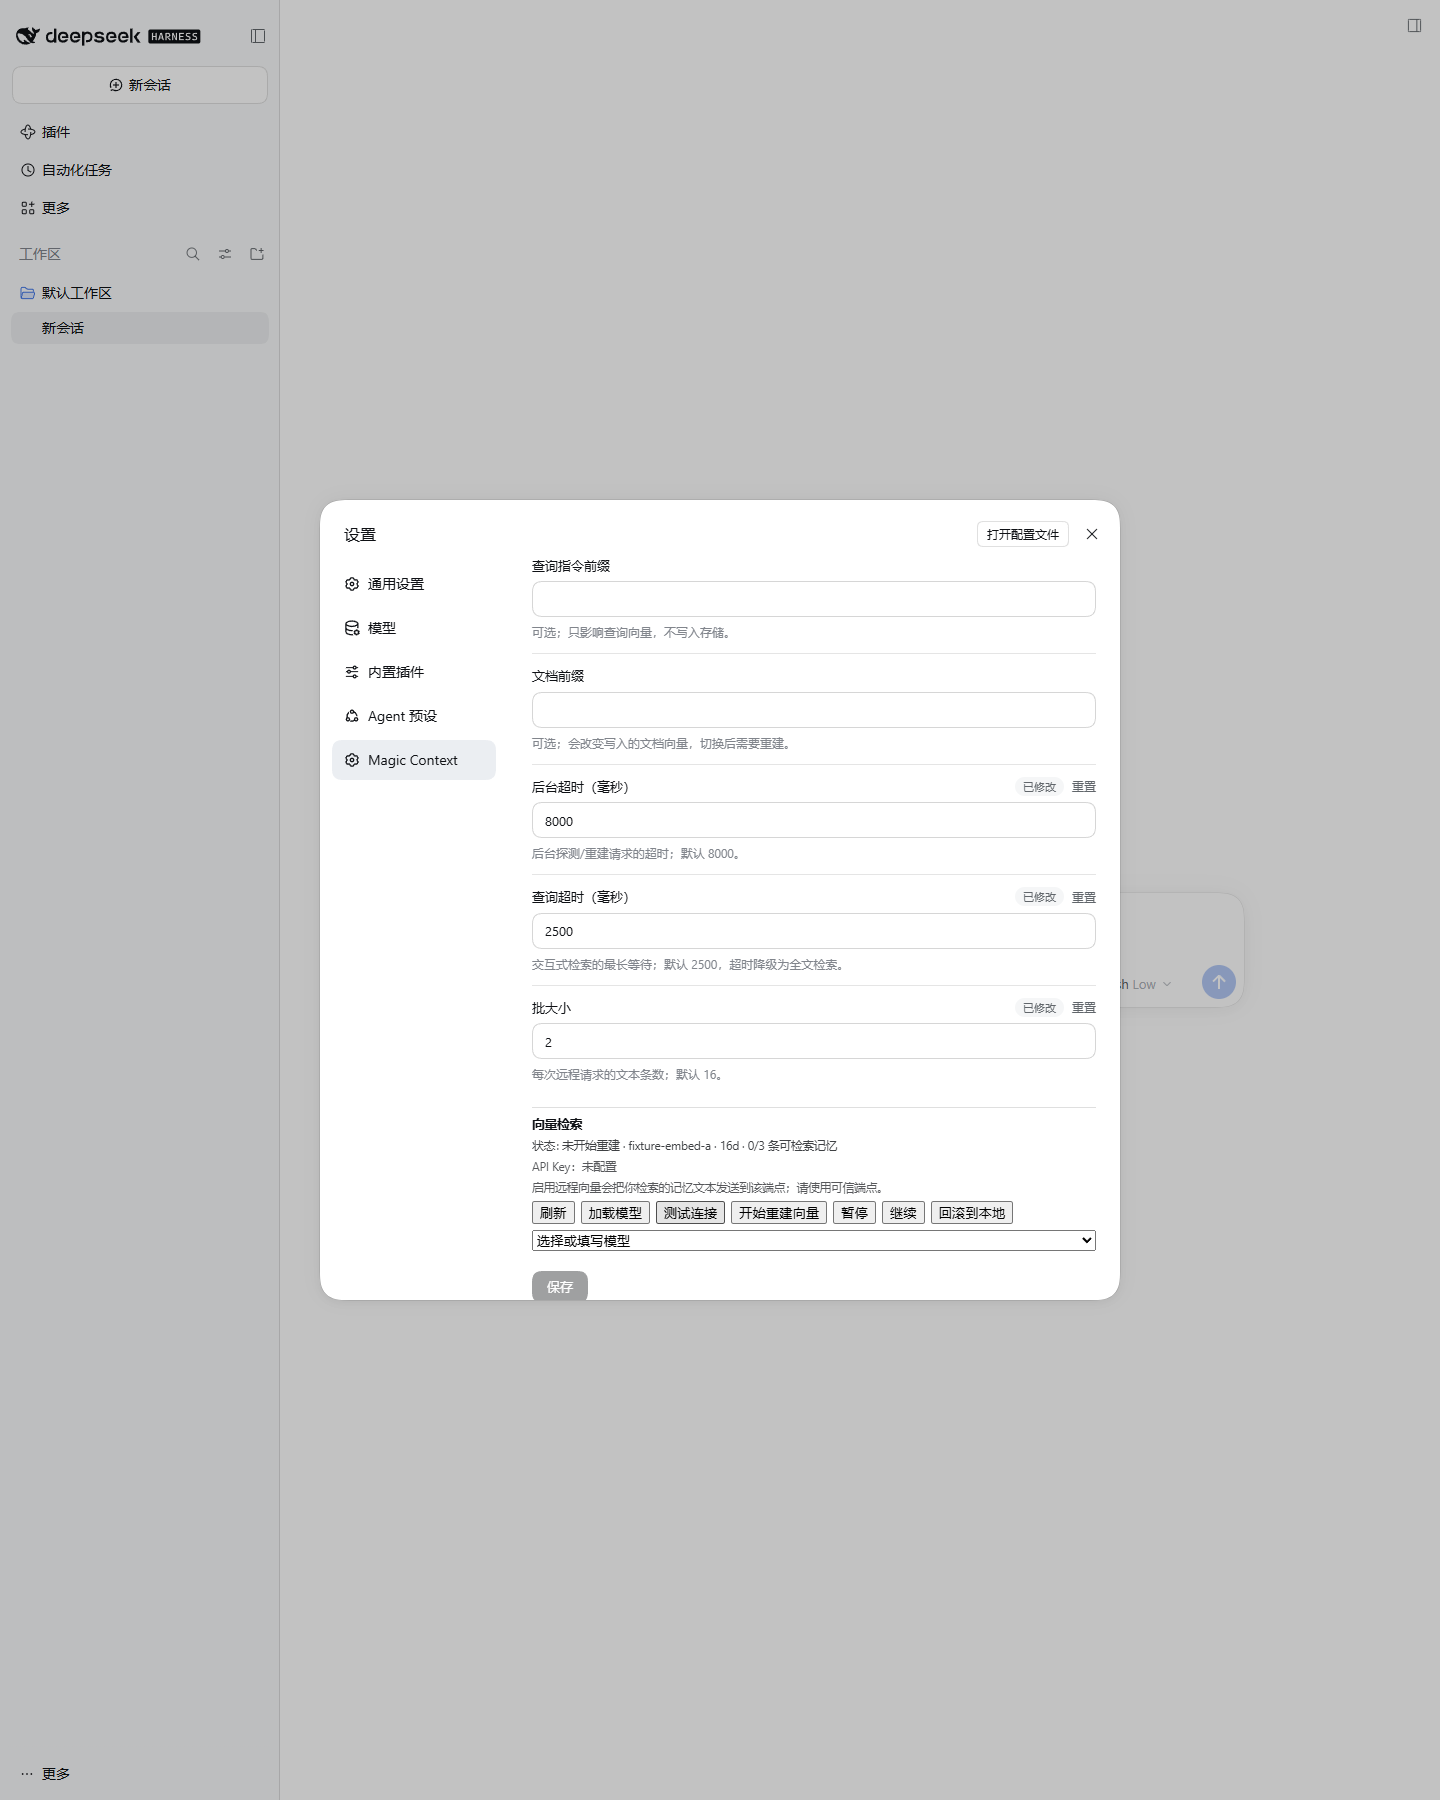 deepseek HARNESS
新会话
插件
自动化任务
更多
工作区
默认工作区
新会话
设置
打开配置文件
通用设置
模型
内置插件
Agent 预设
Magic Context
查询指令前缀
可选；只影响查询向量，不写入存储。
文档前缀
可选；会改变写入的文档向量，切换后需要重建。
后台超时（毫秒） 已修改 重置
8000
后台探测/重建请求的超时；默认 8000。
查询超时（毫秒） 已修改 重置
2500
交互式检索的最长等待；默认 2500，超时降级为全文检索。
批大小 已修改 重置
2
每次远程请求的文本条数；默认 16。
向量检索
状态: 未开始重建 · fixture-embed-a · 16d · 0/3 条可检索记忆
API Key：未配置
启用远程向量会把你检索的记忆文本发送到该端点；请使用可信端点。
刷新 加载模型 测试连接 开始重建向量 暂停 继续 回滚到本地
选择或填写模型
保存
Low
更多